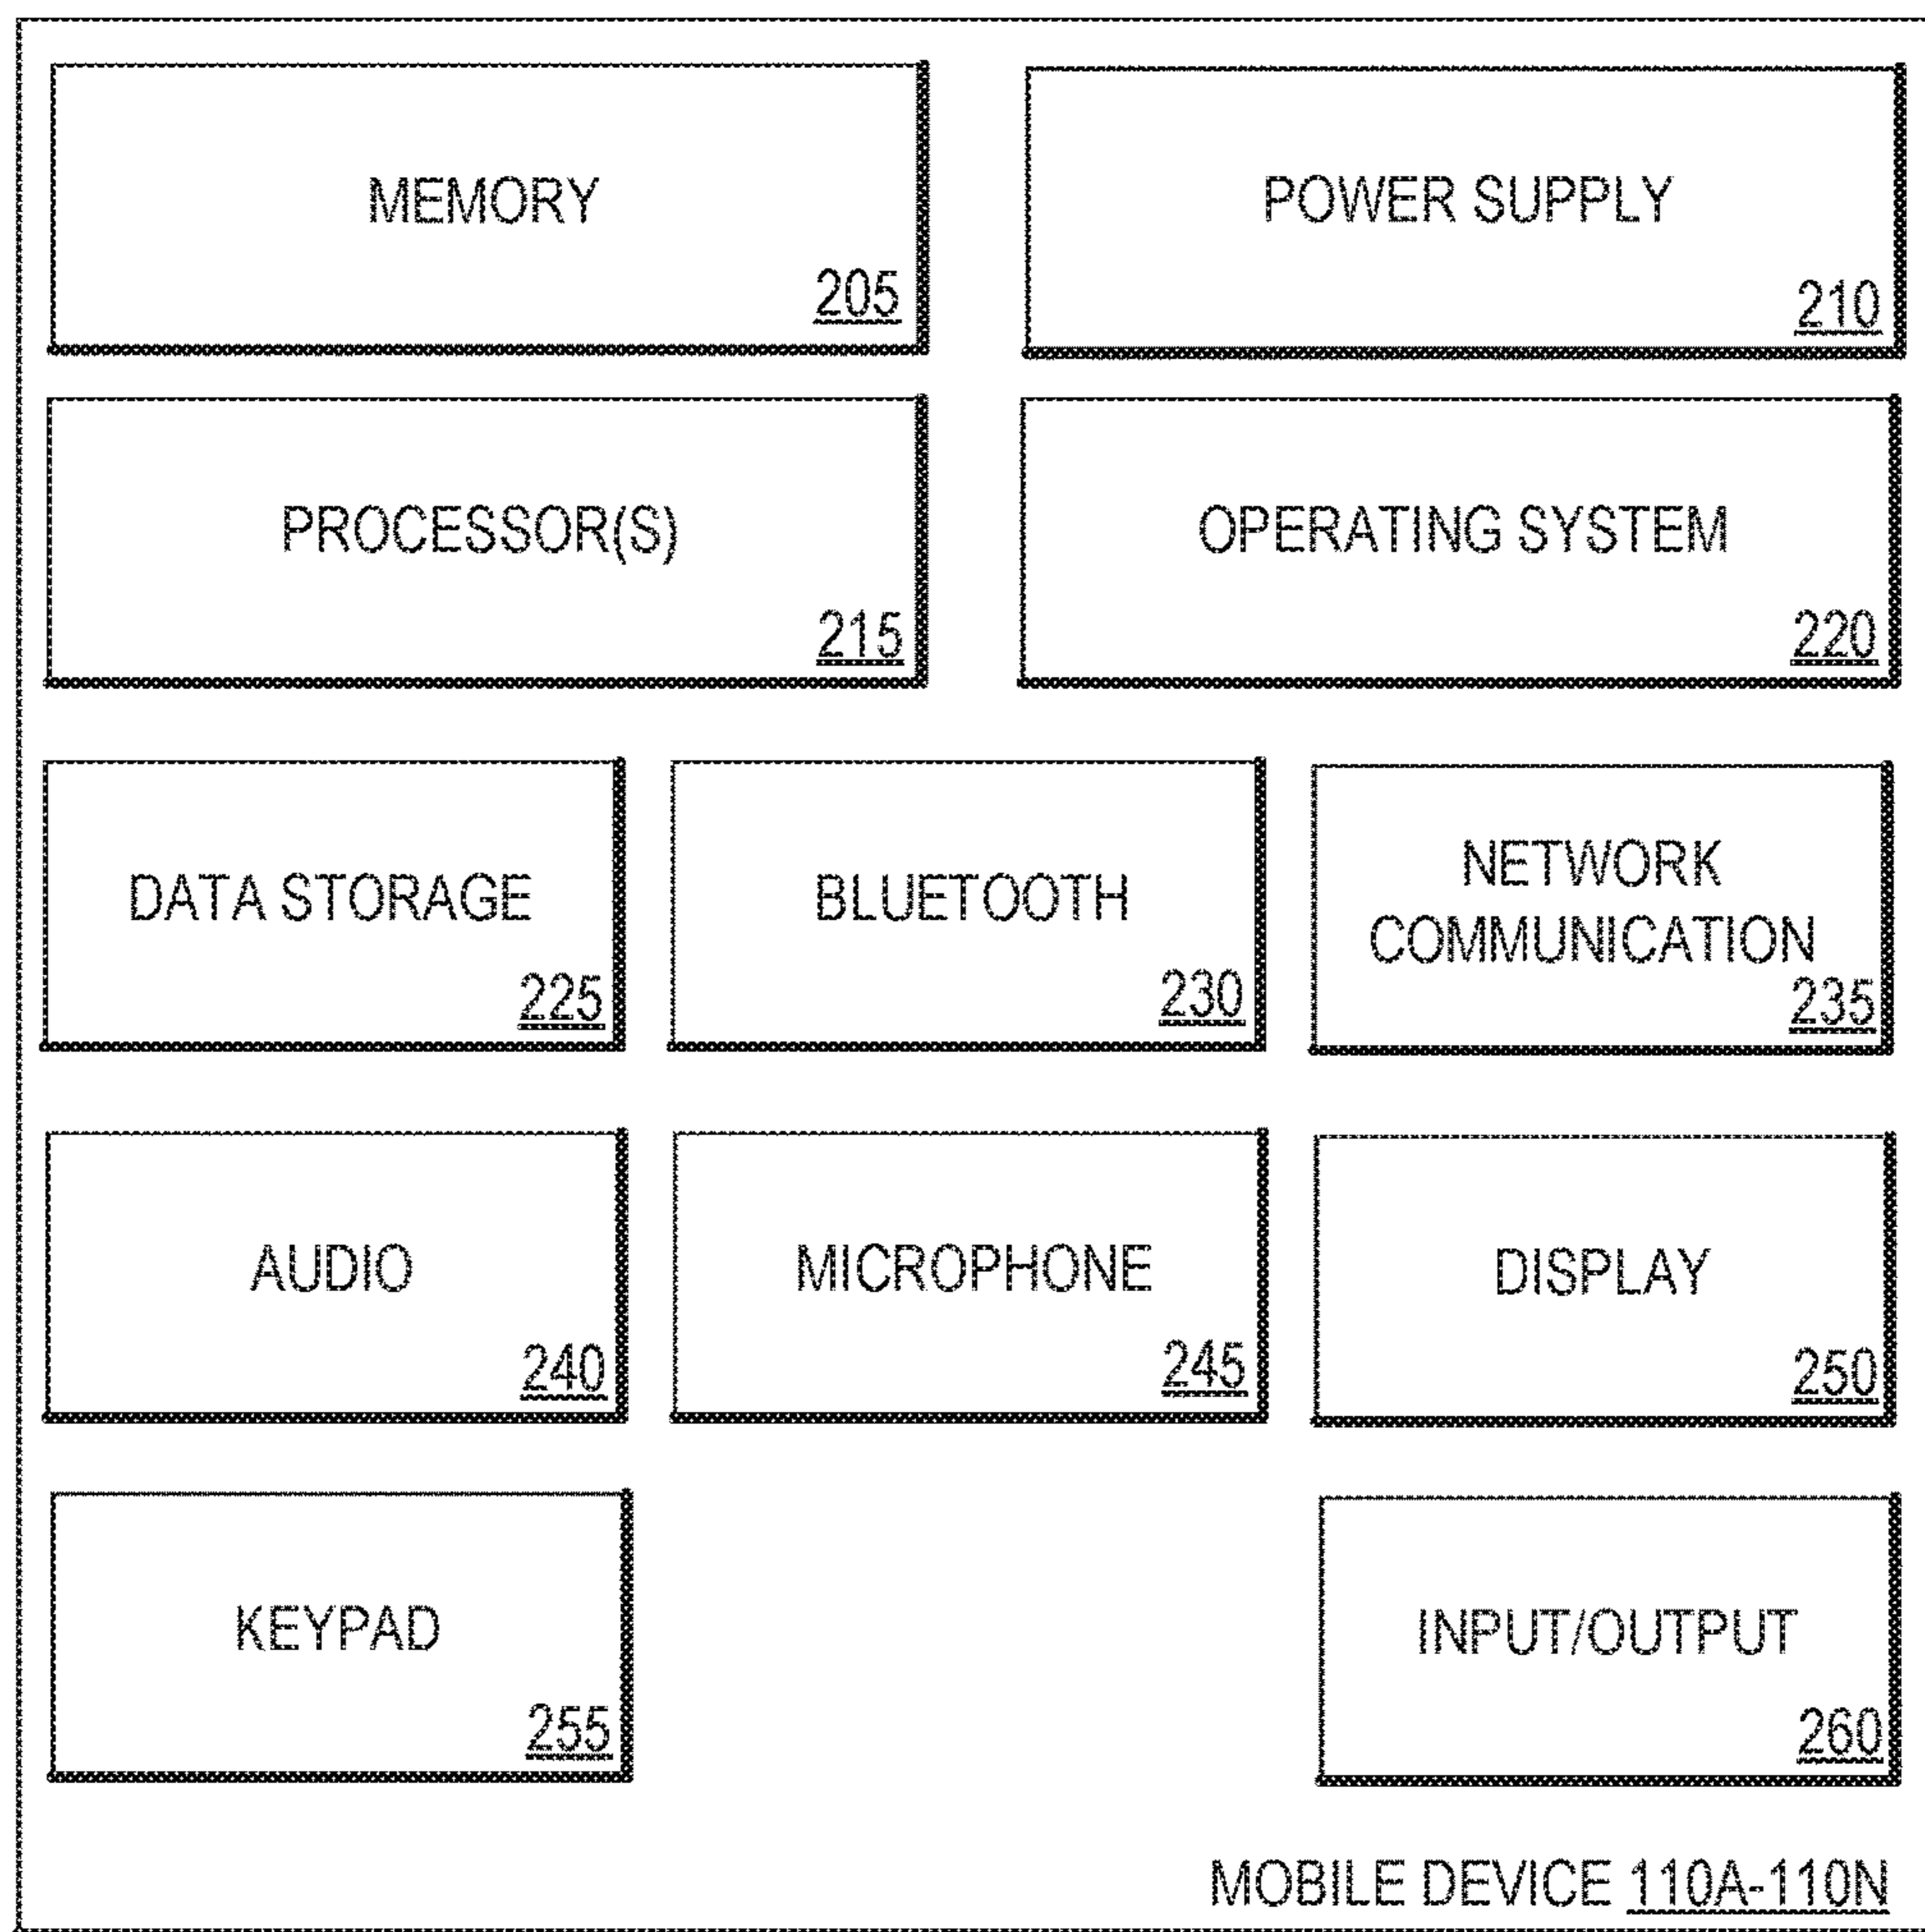 MEMORY
205
POWER SUPPLY
210
PROCESSOR(S)
215
OPERATING SYSTEM
220
DATA STORAGE
225
BLUETOOTH
230
NETWORK
COMMUNICATION
235
AUDIO
240
MICROPHONE
245
DISPLAY
250
KEYPAD
255
INPUT/OUTPUT
260
MOBILE DEVICE 110A-110N